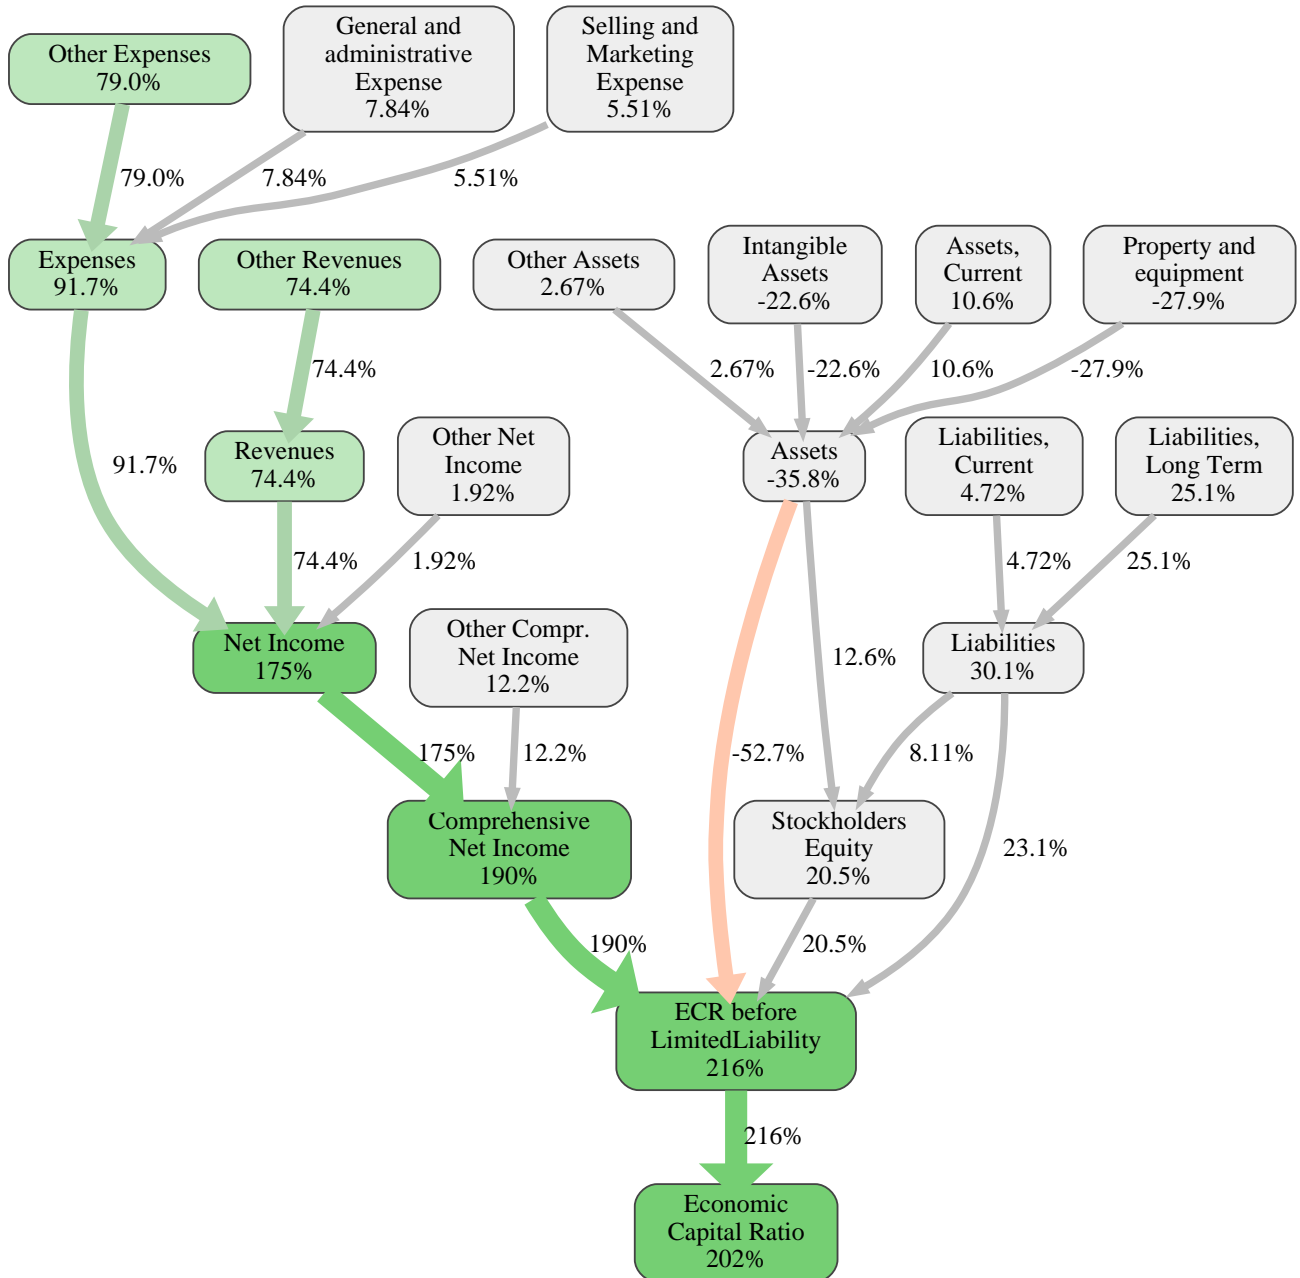 Other Expenses
79.0%
General and
administrative
Expense
7.84%
Selling and
Marketing
Expense
5.51%
79.0%
7.84%
5.51%
Expenses
91.7%
Other Revenues
74.4%
Other Assets
2.67%
Intangible
Assets
-22.6%
Assets,
Current
10.6%
Property and
equipment
-27.9%
74.4%
2.67%
-22.6%
10.6%
-27.9%
91.7%
Revenues
74.4%
Other Net
Income
1.92%
Assets
-35.8%
Liabilities,
Current
4.72%
Liabilities,
Long Term
25.1%
74.4%
1.92%
4.72%
25.1%
Net Income
175%
Other Compr.
Net Income
12.2%
12.6%
Liabilities
30.1%
175%
12.2%
-52.7%
8.11%
Comprehensive
Net Income
190%
Stockholders
Equity
20.5%
23.1%
190%
20.5%
ECR before
LimitedLiability
216%
216%
Economic
Capital Ratio
202%